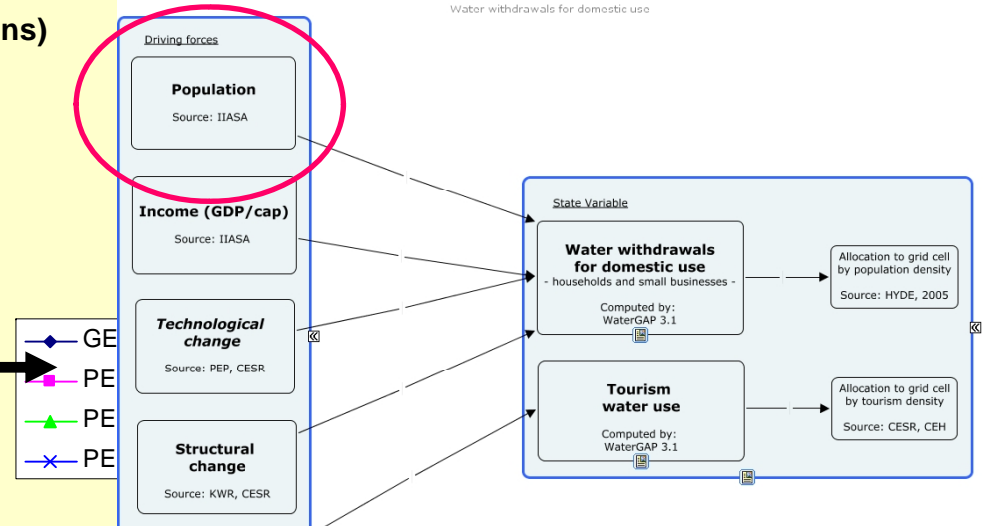 Water withdrawals for domestic use
ns)
Driving forces
Population
Source: IIASA
Income (GDP/cap)
Source: IIASA
Technological
change
Source: PEP, CESR
Structural
change
Source: KWR, CESR
GE
PE
PE
PE
State Variable
Water withdrawals
for domestic use
- households and small businesses -
Computed by:
WaterGAP 3.1
Allocation to grid cell
by population density
Source: HYDE, 2005
Tourism
water use
Computed by:
WaterGAP 3.1
Allocation to grid cell
by tourism density
Source: CESR, CEH